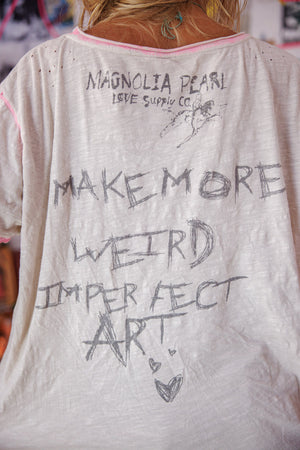 MAGNOLIA PEARL
LOVE SUPPLY CO.
MAKE MORE
WEIRD
IMPERFECT
ART